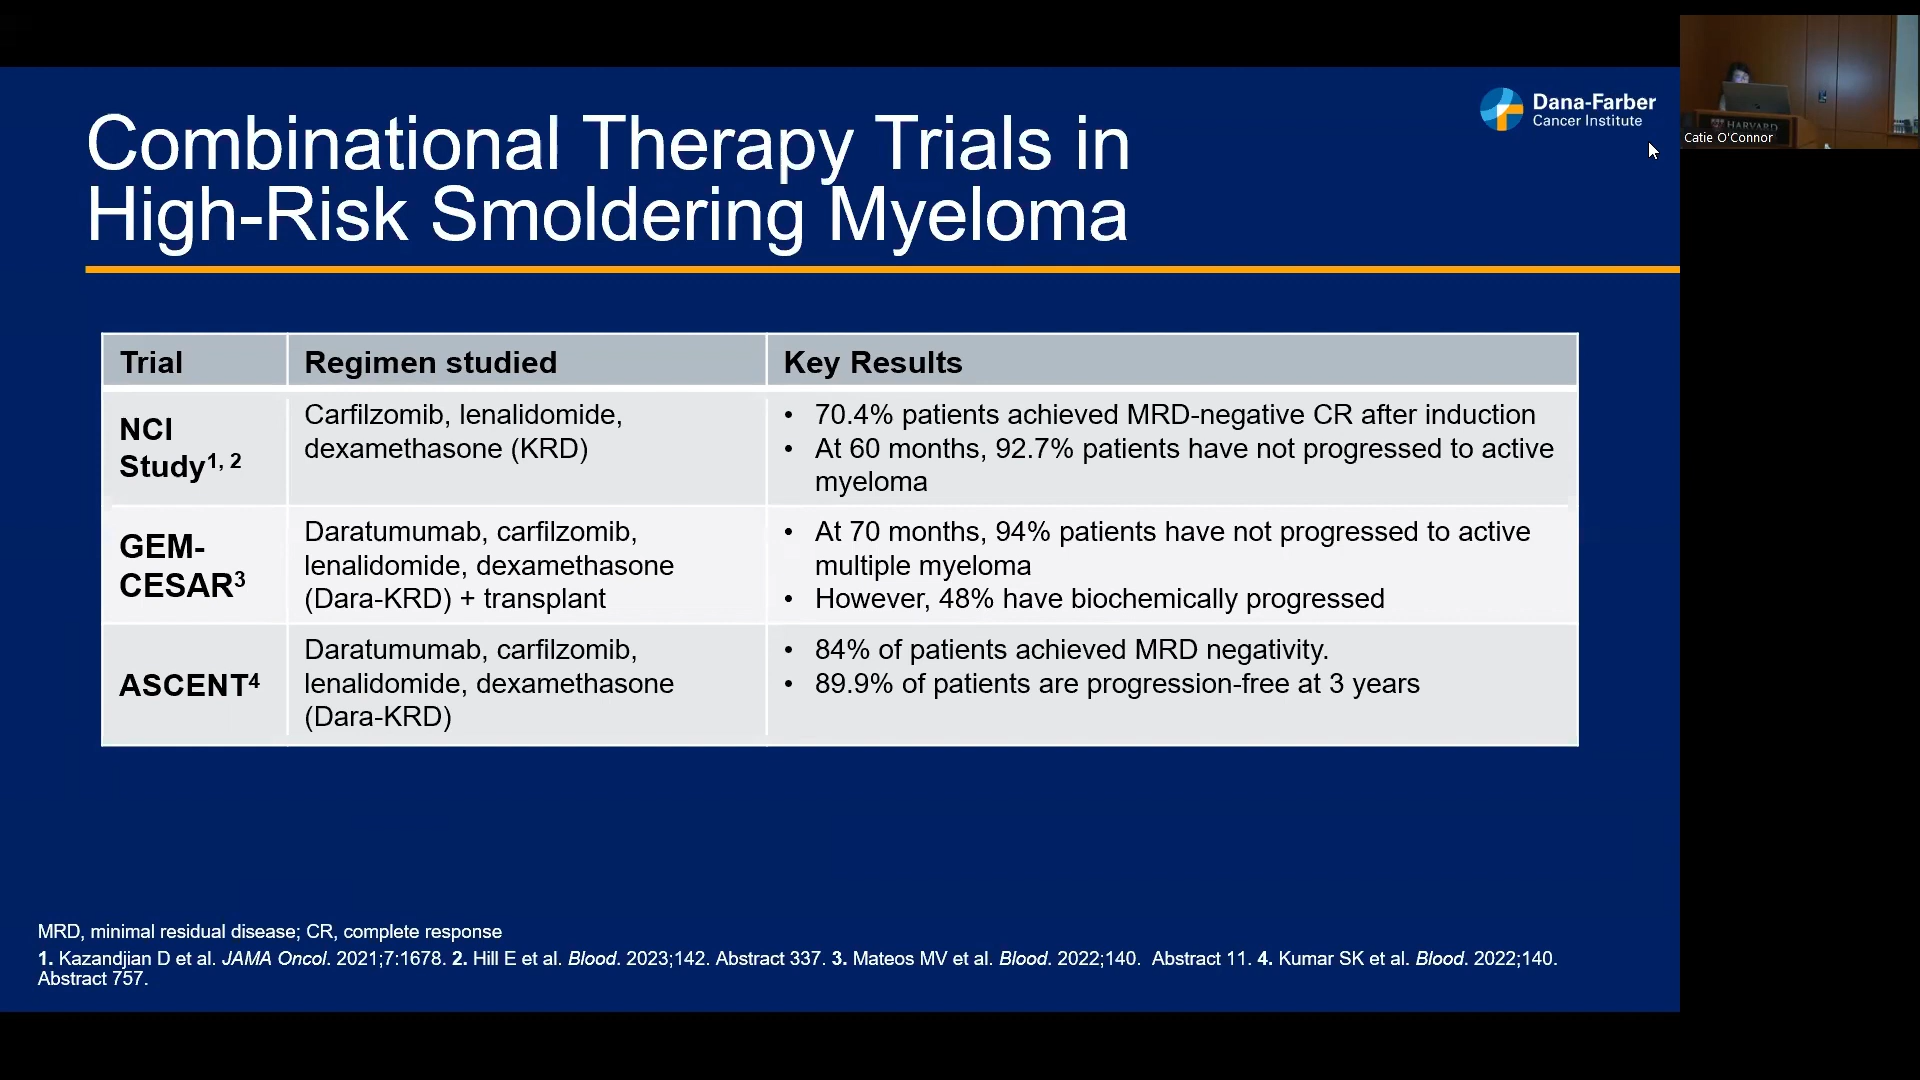 Combinational Therapy Trials in
High-Risk Smoldering Myeloma
Dana-Farber
Cancer Institute
HARVARD
Catie O'Connor
Trial
Regimen studied
Key Results
NCI
Study1, 2
Carfilzomib, lenalidomide,
dexamethasone (KRD)
• 70.4% patients achieved MRD-negative CR after induction
• At 60 months, 92.7% patients have not progressed to active
myeloma
GEM-
CESAR3
Daratumumab, carfilzomib,
lenalidomide, dexamethasone
(Dara-KRD) + transplant
• At 70 months, 94% patients have not progressed to active
multiple myeloma
• However, 48% have biochemically progressed
ASCENT4
Daratumumab, carfilzomib,
lenalidomide, dexamethasone
(Dara-KRD)
• 84% of patients achieved MRD negativity.
• 89.9% of patients are progression-free at 3 years
MRD, minimal residual disease; CR, complete response
1. Kazandjian D et al. JAMA Oncol. 2021;7:1678. 2. Hill E et al. Blood. 2023;142. Abstract 337. 3. Mateos MV et al. Blood. 2022;140. Abstract 11. 4. Kumar SK et al. Blood. 2022;140.
Abstract 757.